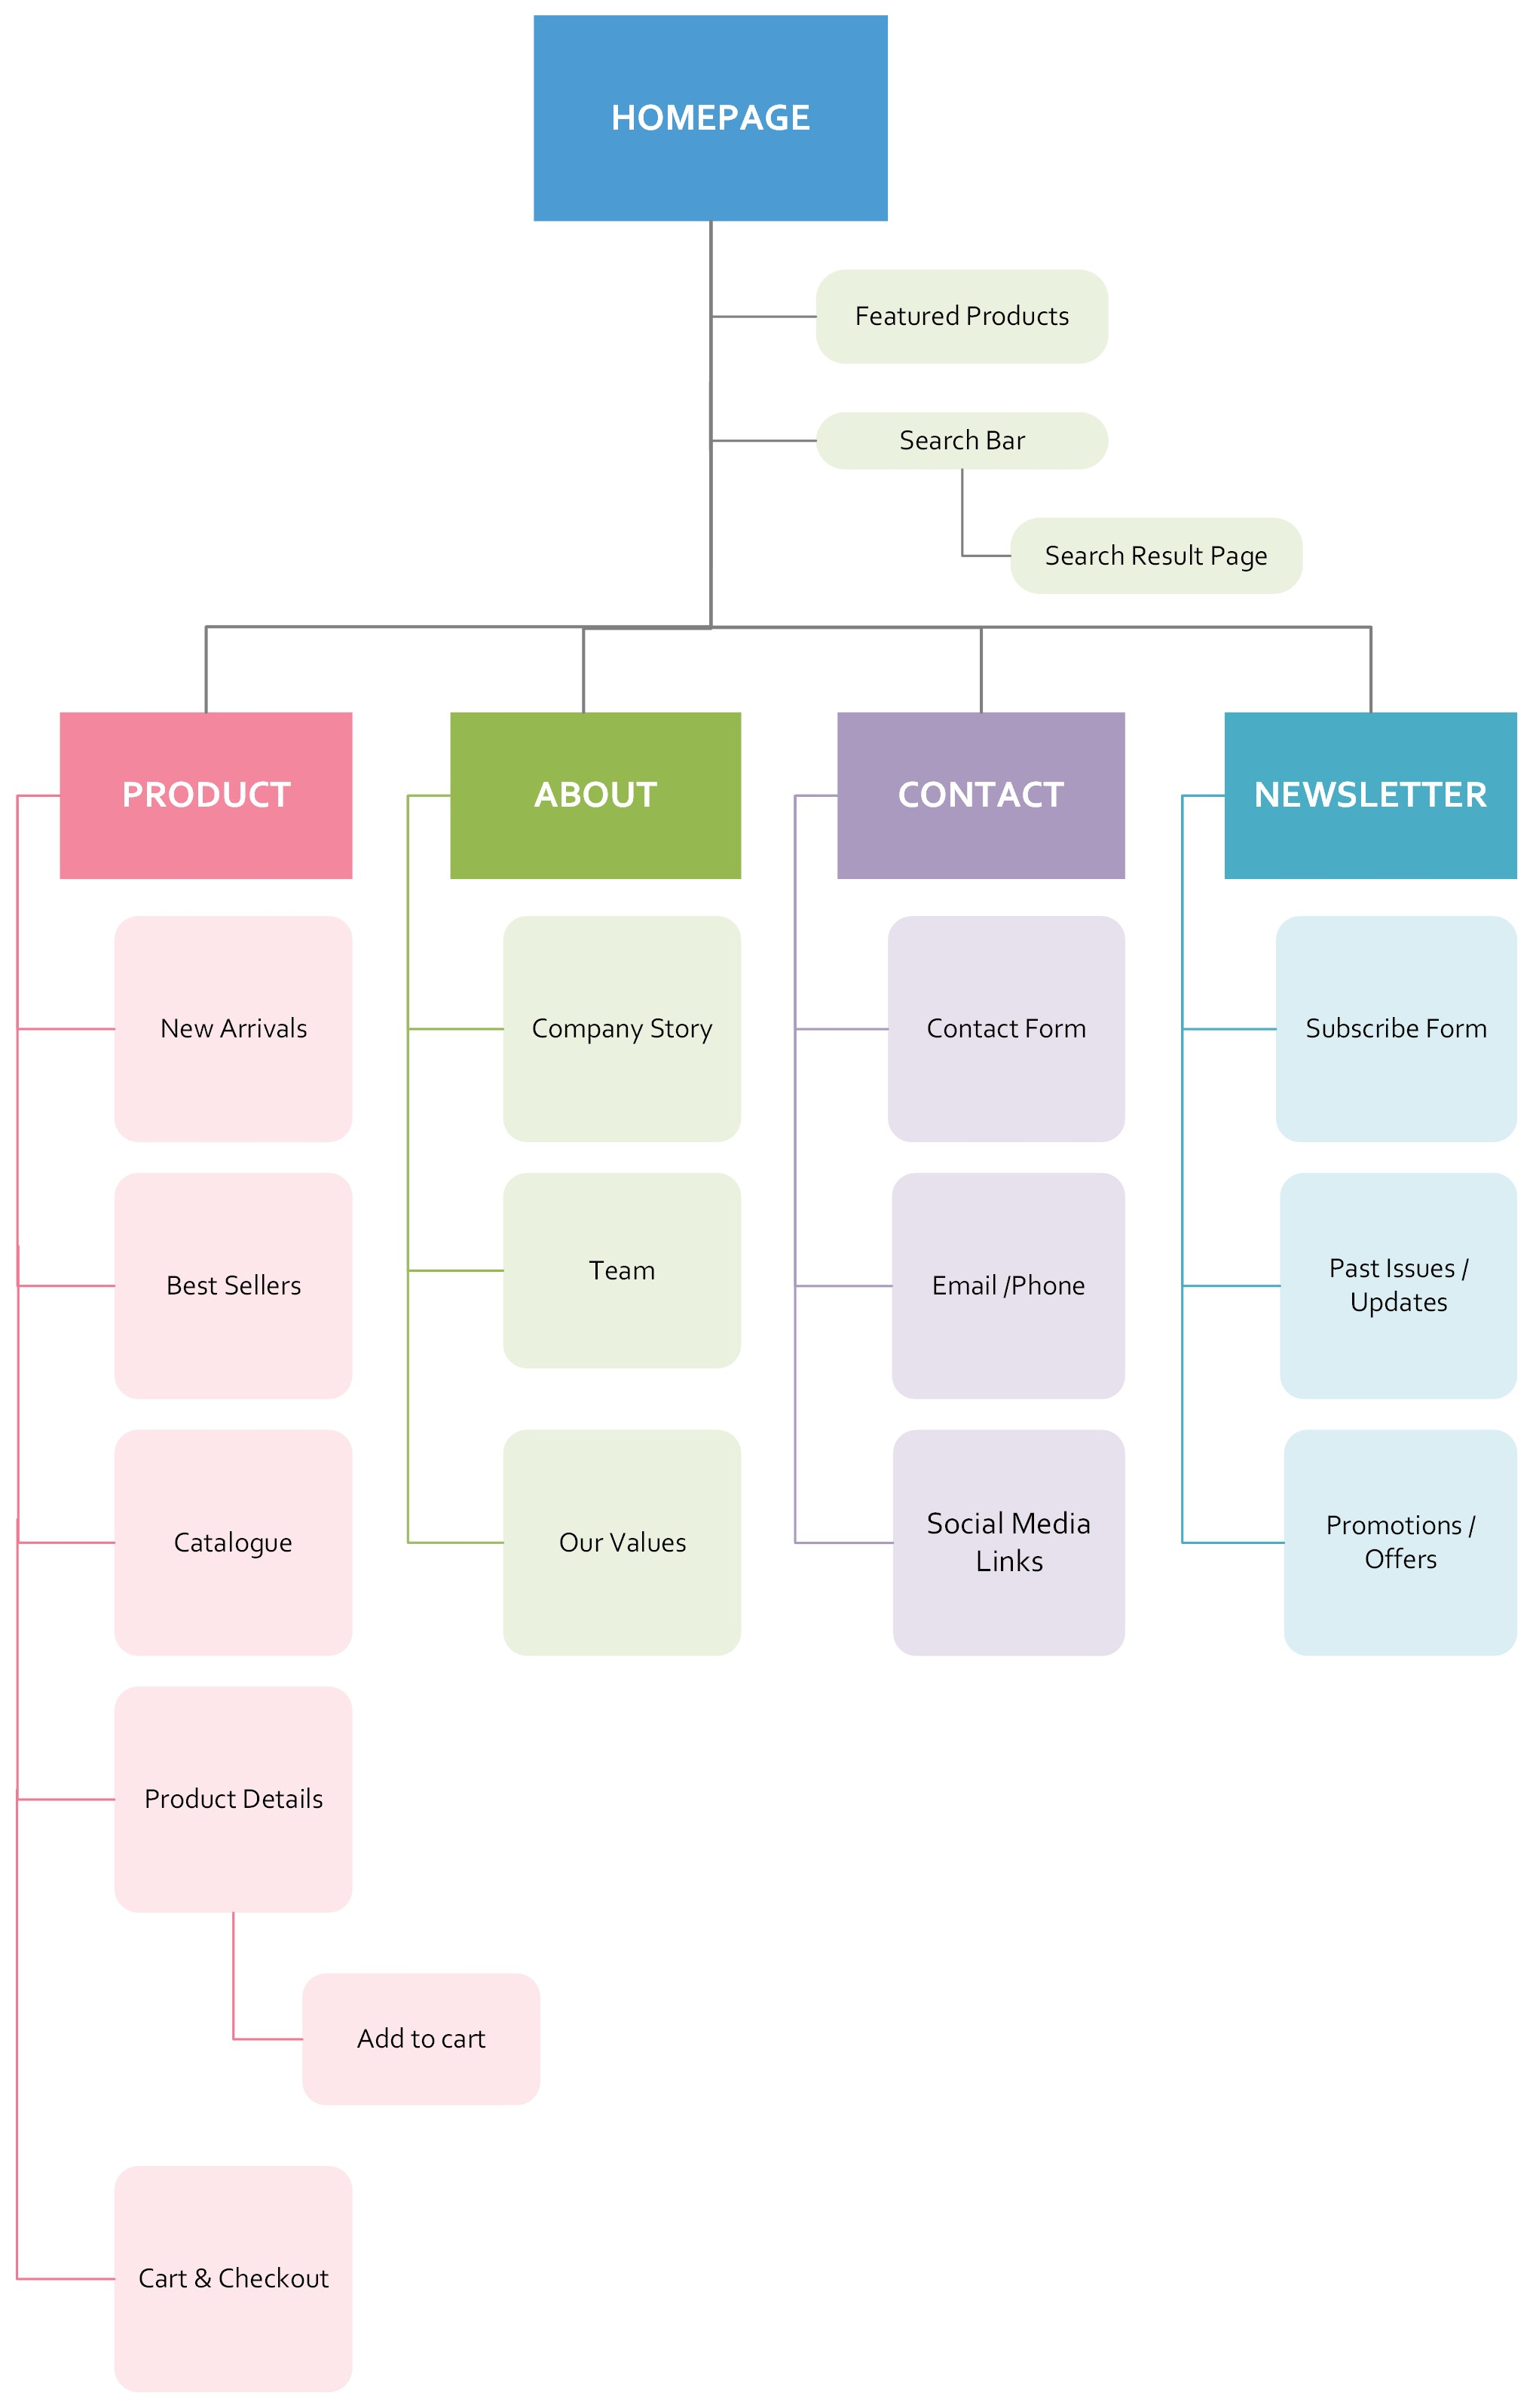 HOMEPAGE
Featured Products
Search Bar
Search Result Page
PRODUCT
ABOUT
CONTACT
NEWSLETTER
New Arrivals
Company Story
Contact Form
Subscribe Form
Best Sellers
Team
Email /Phone
Past Issues /
Updates
Catalogue
Our Values
Social Media
Links
Promotions /
Offers
Product Details
Add to cart
Cart & Checkout